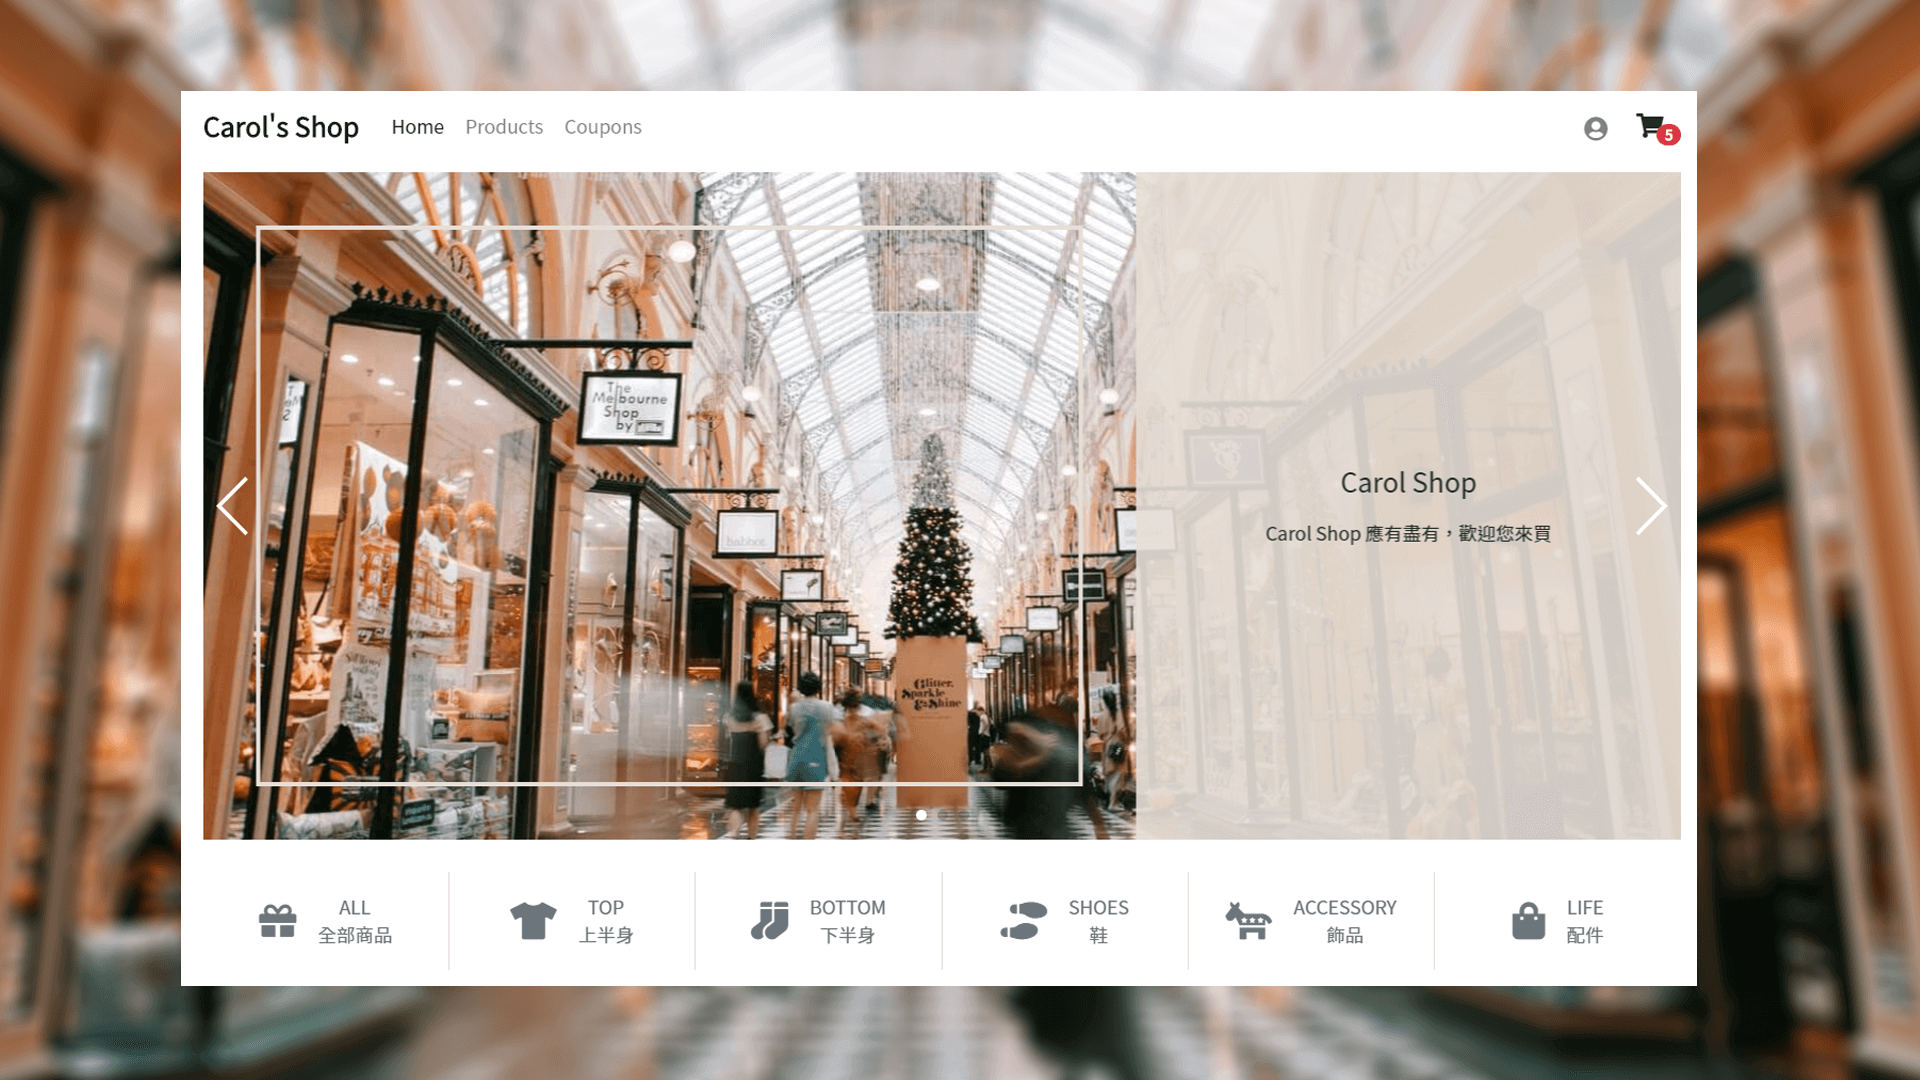 Carol's Shop
Home
Products
Coupons
5
The
Melbourne
Shop
by
babbot.
Glitter,
Sparkle
& Shine
Carol Shop
Carol Shop 應有盡有，歡迎您來買
ALL
全部商品
TOP
上半身
BOTTOM
下半身
SHOES
鞋
ACCESSORY
飾品
LIFE
配件